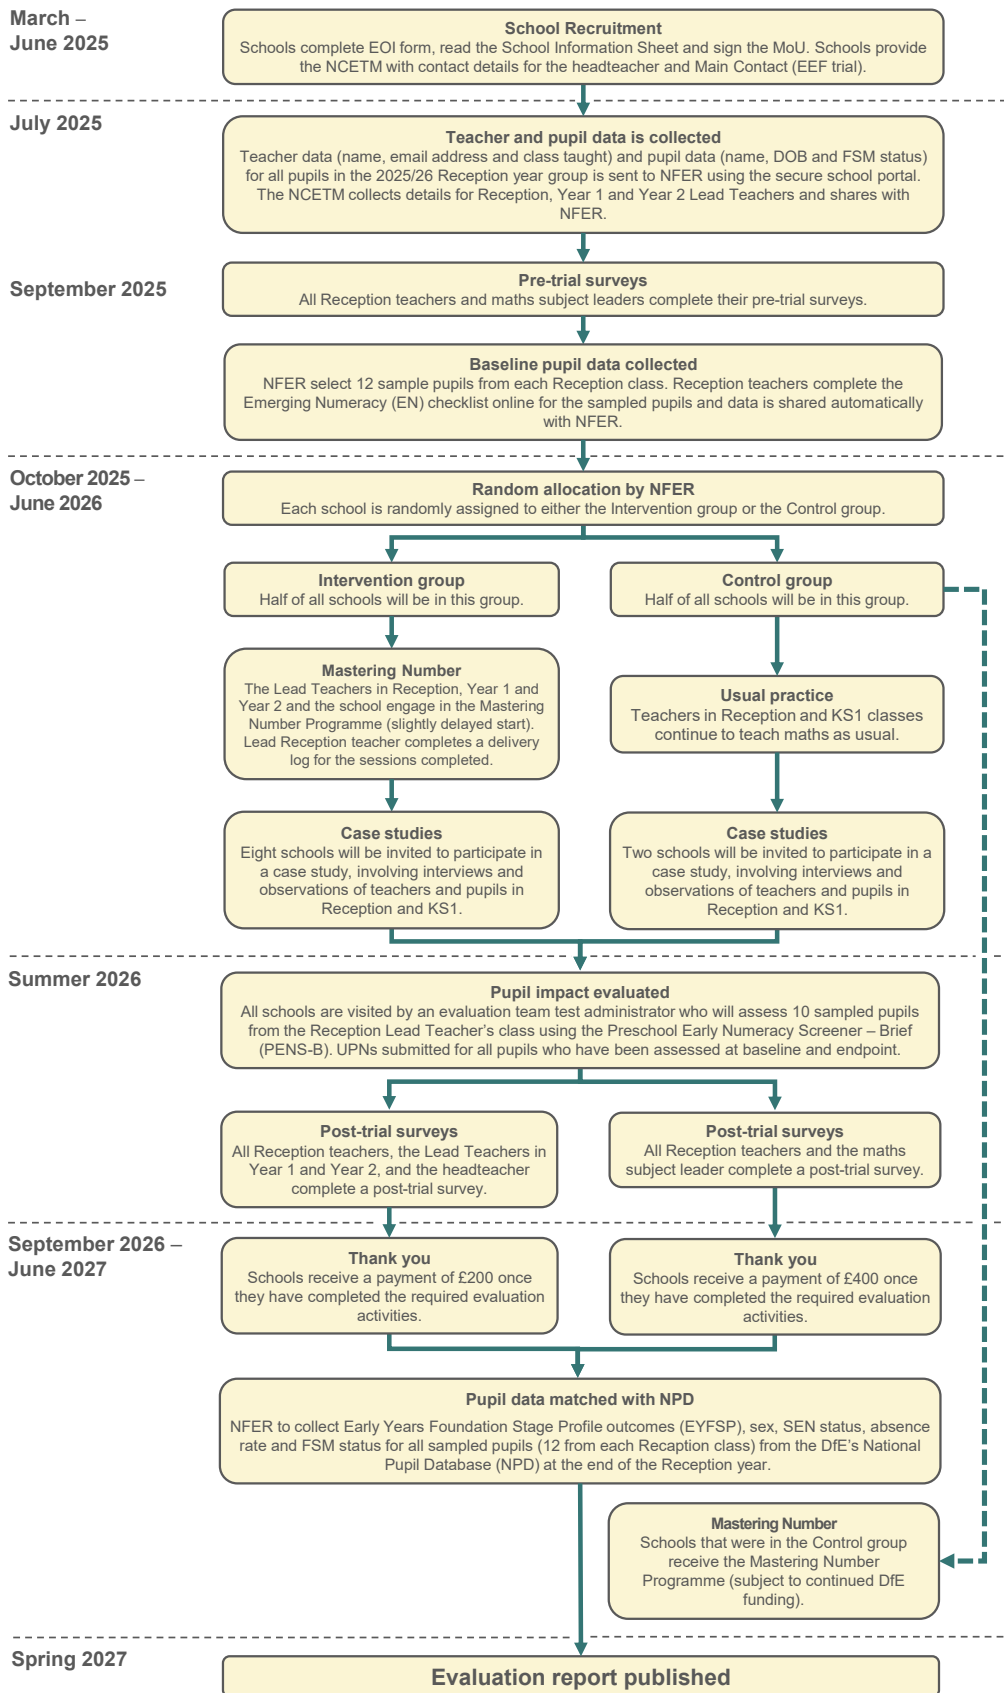 March –
June 2025
School Recruitment
Schools complete EOI form, read the School Information Sheet and sign the MoU. Schools provide
the NCETM with contact details for the headteacher and Main Contact (EEF trial).
July 2025
Teacher and pupil data is collected
Teacher data (name, email address and class taught) and pupil data (name, DOB and FSM status)
for all pupils in the 2025/26 Reception year group is sent to NFER using the secure school portal.
The NCETM collects details for Reception, Year 1 and Year 2 Lead Teachers and shares with
NFER.
September 2025
Pre-trial surveys
All Reception teachers and maths subject leaders complete their pre-trial surveys.
Baseline pupil data collected
NFER select 12 sample pupils from each Reception class. Reception teachers complete the
Emerging Numeracy (EN) checklist online for the sampled pupils and data is shared automatically
with NFER.
October 2025 –
June 2026
Random allocation by NFER
Each school is randomly assigned to either the Intervention group or the Control group.
Intervention group
Half of all schools will be in this group.
Control group
Half of all schools will be in this group.
Mastering Number
The Lead Teachers in Reception, Year 1 and
Year 2 and the school engage in the Mastering
Number Programme (slightly delayed start).
Lead Reception teacher completes a delivery
log for the sessions completed.
Usual practice
Teachers in Reception and KS1 classes
continue to teach maths as usual.
Case studies
Eight schools will be invited to participate in
a case study, involving interviews and
observations of teachers and pupils in
Reception and KS1.
Case studies
Two schools will be invited to participate in a
case study, involving interviews and
observations of teachers and pupils in
Reception and KS1.
Summer 2026
Pupil impact evaluated
All schools are visited by an evaluation team test administrator who will assess 10 sampled pupils
from the Reception Lead Teacher's class using the Preschool Early Numeracy Screener – Brief
(PENS-B). UPNs submitted for all pupils who have been assessed at baseline and endpoint.
Post-trial surveys
All Reception teachers, the Lead Teachers in
Year 1 and Year 2, and the headteacher
complete a post-trial survey.
Post-trial surveys
All Reception teachers and the maths
subject leader complete a post-trial survey.
September 2026 –
June 2027
Thank you
Schools receive a payment of £200 once
they have completed the required evaluation
activities.
Thank you
Schools receive a payment of £400 once
they have completed the required evaluation
activities.
Pupil data matched with NPD
NFER to collect Early Years Foundation Stage Profile outcomes (EYFSP), sex, SEN status, absence
rate and FSM status for all sampled pupils (12 from each Recaption class) from the DfE's National
Pupil Database (NPD) at the end of the Reception year.
Mastering Number
Schools that were in the Control group
receive the Mastering Number
Programme (subject to continued DfE
funding).
Spring 2027
Evaluation report published